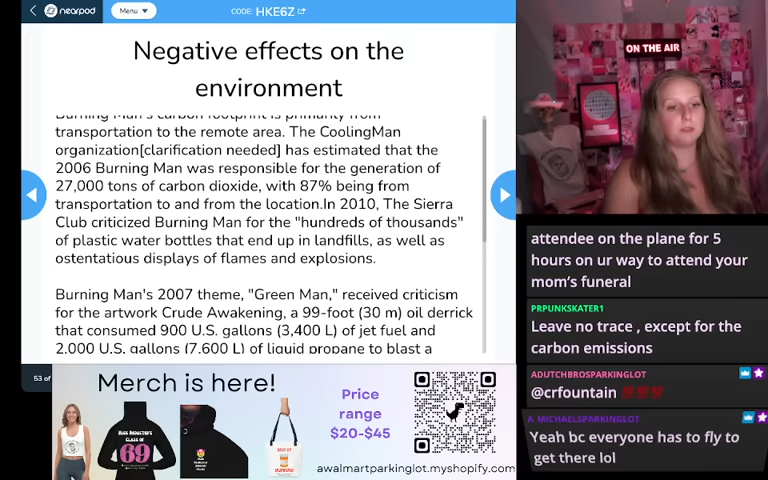 nearpod
Menu
CODE: HKE6Z
Negative effects on the
environment
Burning Man's carbon footprint is primarily from
transportation to the remote area. The CoolingMan
organization[clarification needed] has estimated that the
2006 Burning Man was responsible for the generation of
27,000 tons of carbon dioxide, with 87% being from
transportation to and from the location.In 2010, The Sierra
Club criticized Burning Man for the "hundreds of thousands"
of plastic water bottles that end up in landfills, as well as
ostentatious displays of flames and explosions.
Burning Man's 2007 theme, "Green Man," received criticism
for the artwork Crude Awakening, a 99-foot (30 m) oil derrick
that consumed 900 U.S. gallons (3,400 L) of jet fuel and
2,000 U.S. gallons (7,600 L) of liquid propane to blast a
53 of
Merch is here!
Price
range
$20-$45
CLASS OF
69
awalmartparkinglot.myshopify.com
ON THE AIR
attendee on the plane for 5
hours on ur way to attend your
mom's funeral
PRPUNKSKATER1
Leave no trace , except for the
carbon emissions
ADUTCHBROSPARKINGLOT
@crfountain 💯💯💯
A_MICHAELSPARKINGLOT
Yeah bc everyone has to fly to
get there lol